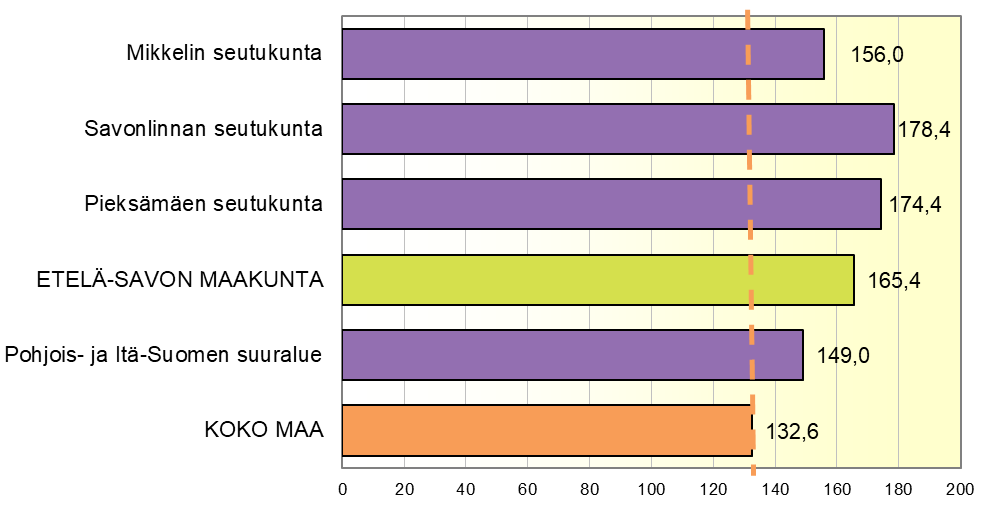 Mikkelin seutukunta 156,0
Savonlinnan seutukunta 178,4
Pieksämäen seutukunta 174,4
ETELÄ-SAVON MAAKUNTA 165,4
Pohjois- ja Itä-Suomen suuralue 149,0
KOKO MAA 132,6
0 20 40 60 80 100 120 140 160 180 200